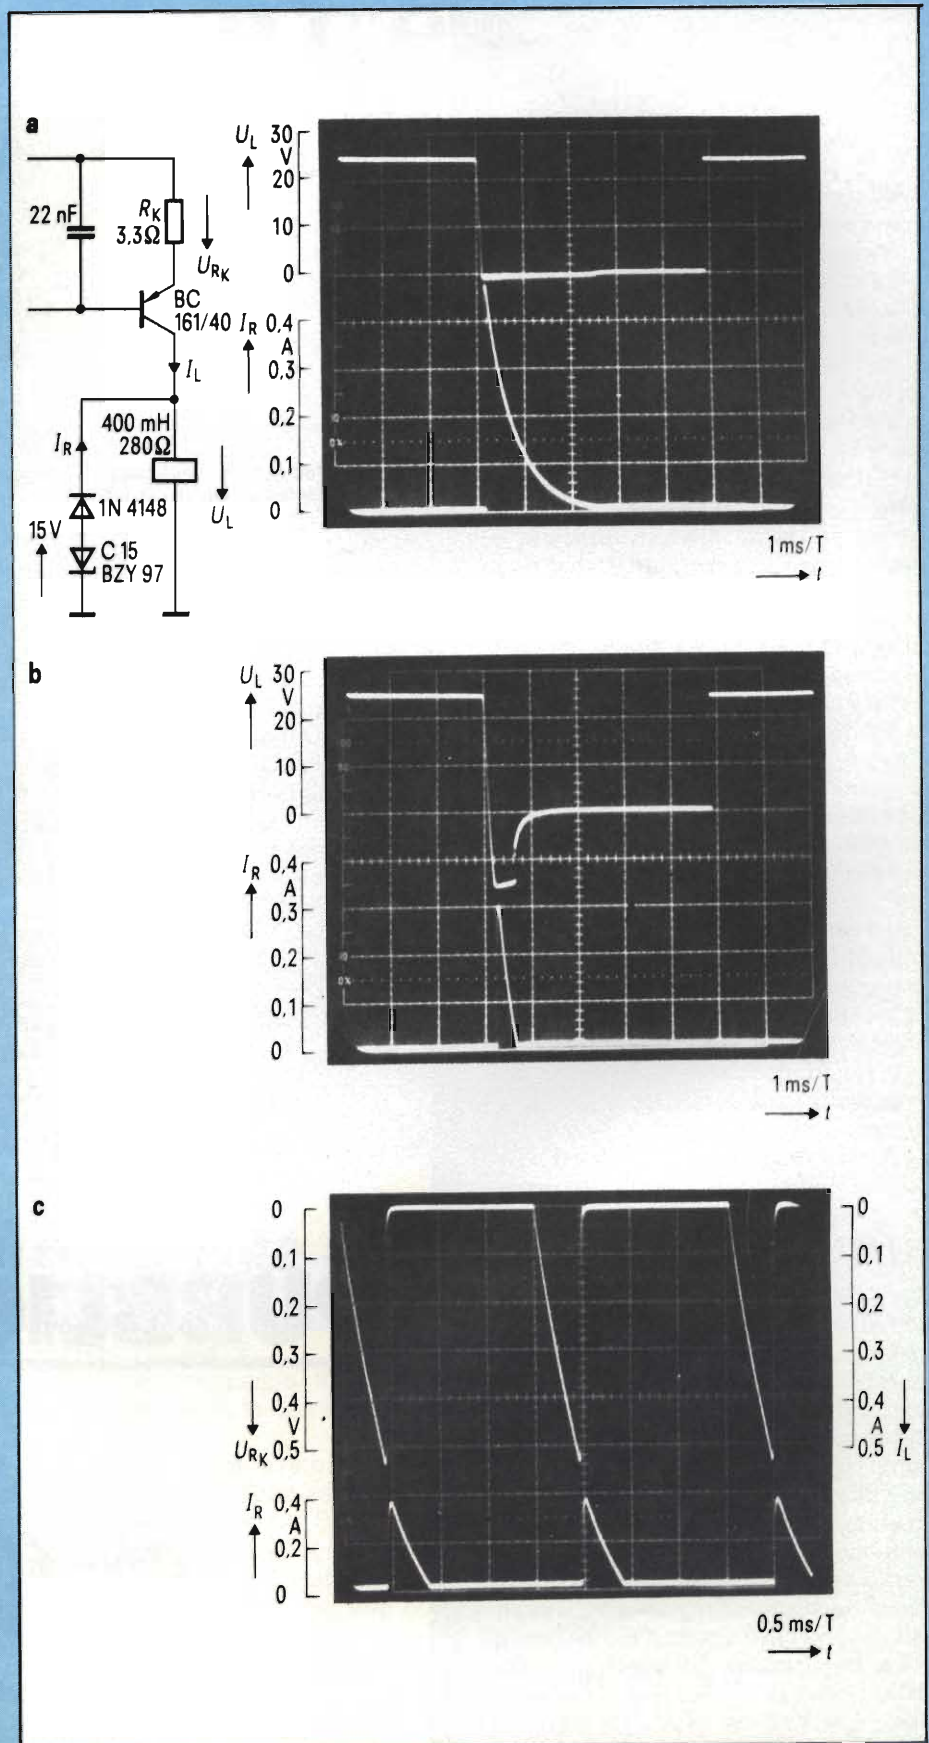 a
22 nF
R_K
3,3Ω
U_RK
BC
161/40
I_L
400 mH
280Ω
I_R
1N 4148
15V
C 15
BZY 97
U_L
U_L 30
V
20
10
0
I_R 0,4
A
0,3
0,2
0,1
0
1 ms/T
t
b
U_L 30
V
20
10
0
I_R 0,4
A
0,3
0,2
0,1
0
1 ms/T
t
c
0
0,1
0,2
0,3
0,4
V
U_RK 0,5
I_R 0,4
A
0,2
0
0
0,1
0,2
0,3
0,4
A
0,5 I_L
0,5 ms/T
t